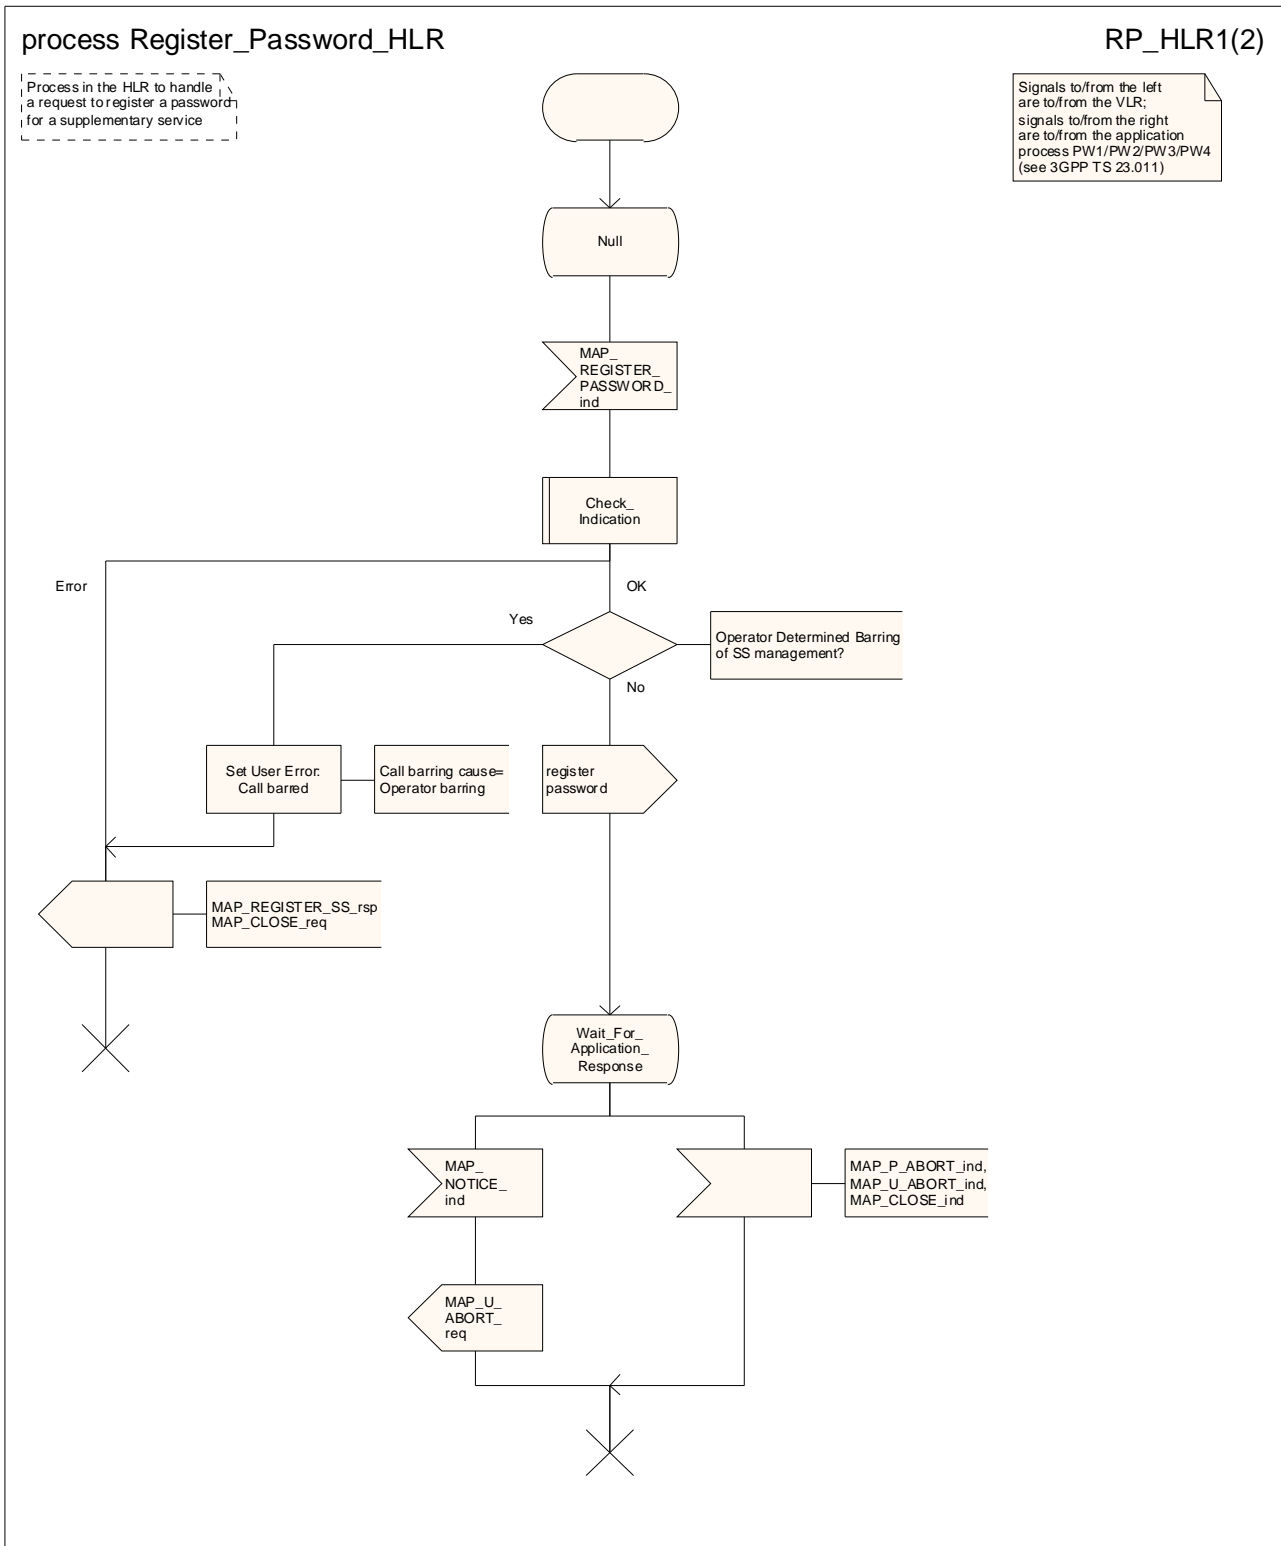 process Register_Password_HLR
RP_HLR1(2)
Process in the HLR to handle
a request to register a password
for a supplementary service
Signals to/from the left
are to/from the VLR;
signals to/from the right
are to/from the application
process PW1/PW2/PW3/PW4
(see 3GPP TS 23.011)
Null
MAP_
REGISTER_
PASSWORD_
ind
Check_
Indication
Error
OK
Yes
Operator Determined Barring
of SS management?
No
Set User Error:
Call barred
Call barring cause=
Operator barring
register
password
MAP_REGISTER_SS_rsp
MAP_CLOSE_req
Wait_For_
Application_
Response
MAP_
NOTICE_
ind
MAP_P_ABORT_ind,
MAP_U_ABORT_ind,
MAP_CLOSE_ind
MAP_U_
ABORT_
req